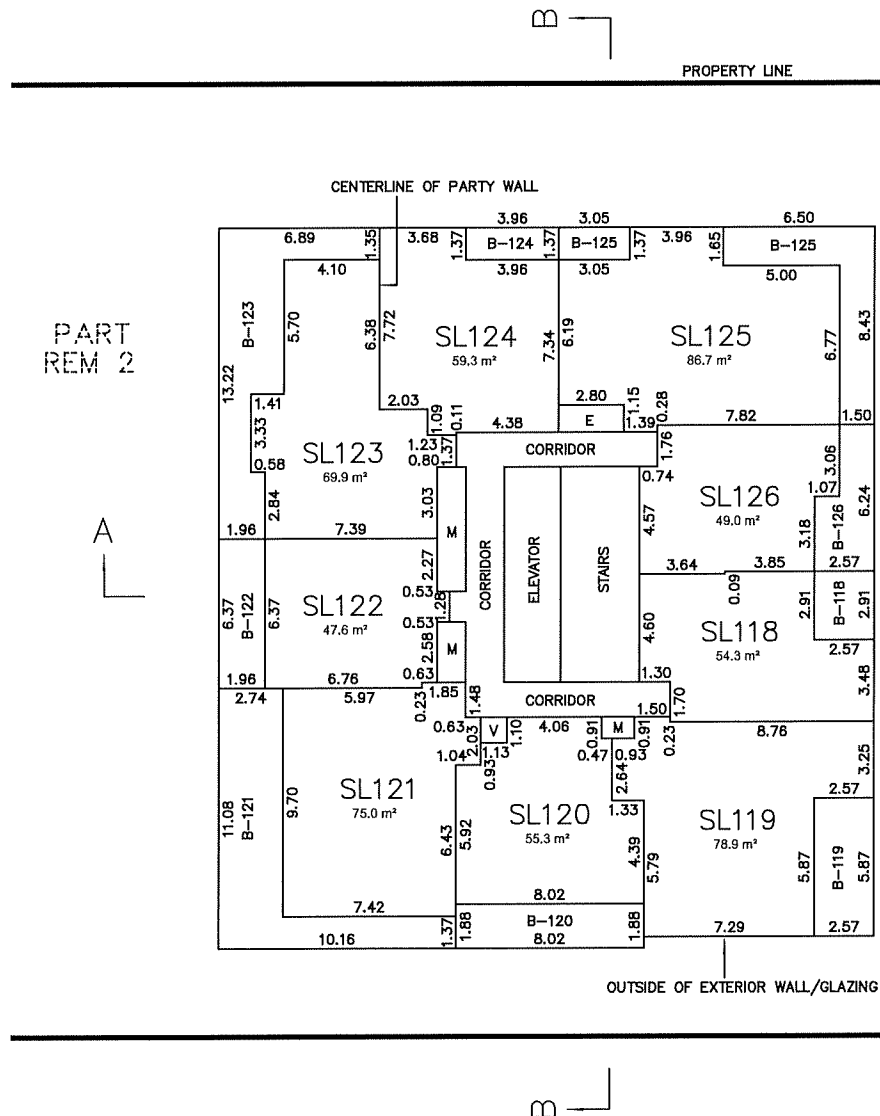 B
PROPERTY LINE
CENTERLINE OF PARTY WALL
3.96 3.05 6.50
6.89 1.35 3.68 1.37 B-124 1.37 B-125 1.37 3.96 1.65 B-125
4.10 3.96 3.05 5.00
PART
REM 2
B-123 5.70 6.38 7.72 SL124 7.34 6.19 SL125 6.77 8.43
59.3 m² 86.7 m²
13.22
1.41 2.03 2.80 1.15 0.28
1.09 0.11 4.38 E 1.39 7.82 1.50
3.33 SL123 1.23 1.37 CORRIDOR 1.76 3.06
0.58 69.9 m² 0.80 0.74
2.84 3.03 SL126 1.07 6.24
49.0 m²
A
M CORRIDOR ELEVATOR STAIRS 4.57 3.18 B-126
1.96 7.39
2.27 3.64 3.85 2.57
0.53 0.09
6.37 B-122 6.37 SL122 1.28 SL118 2.91 B-118 2.91
47.6 m² 0.53 54.3 m²
2.58 M 4.60 2.57
1.96 6.76 0.63 1.30 3.48
2.74 5.97 0.23 1.85 1.48 CORRIDOR 1.50 1.70
0.63 2.03 V 1.10 4.06 0.91 M 0.91 0.23 8.76
1.04 1.13 0.47 0.93 3.25
0.93 2.64 2.57
11.08 B-121 9.70 SL121 1.33
75.0 m² SL120 SL119
55.3 m² 78.9 m²
6.43 5.92 4.39 5.79 5.87 B-119 5.87
8.02
7.42 1.88 B-120 1.88
10.16 1.37 8.02 7.29 2.57
OUTSIDE OF EXTERIOR WALL/GLAZING
B